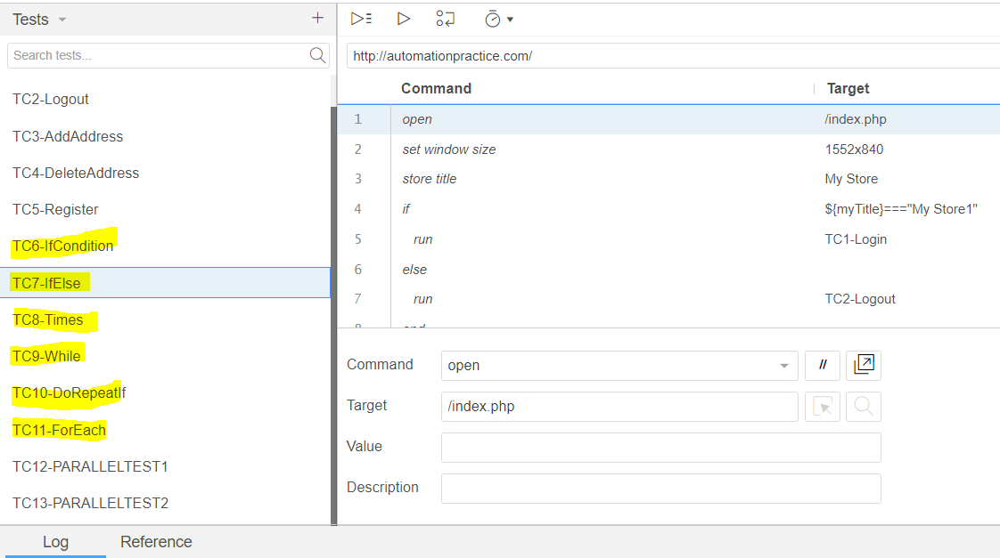 Tests
Search tests...
TC2-Logout
TC3-AddAddress
TC4-DeleteAddress
TC5-Register
TC6-IfCondition
TC7-IfElse
TC8-Times
TC9-While
TC10-DoRepeatIf
TC11-ForEach
TC12-PARALLELTEST1
TC13-PARALLELTEST2
http://automationpractice.com/
Command Target
1 open /index.php
2 set window size 1552x840
3 store title My Store
4 if ${myTitle}==="My Store1"
5 run TC1-Login
6 else
7 run TC2-Logout
8 end
Command open //
Target /index.php
Value
Description
Log Reference